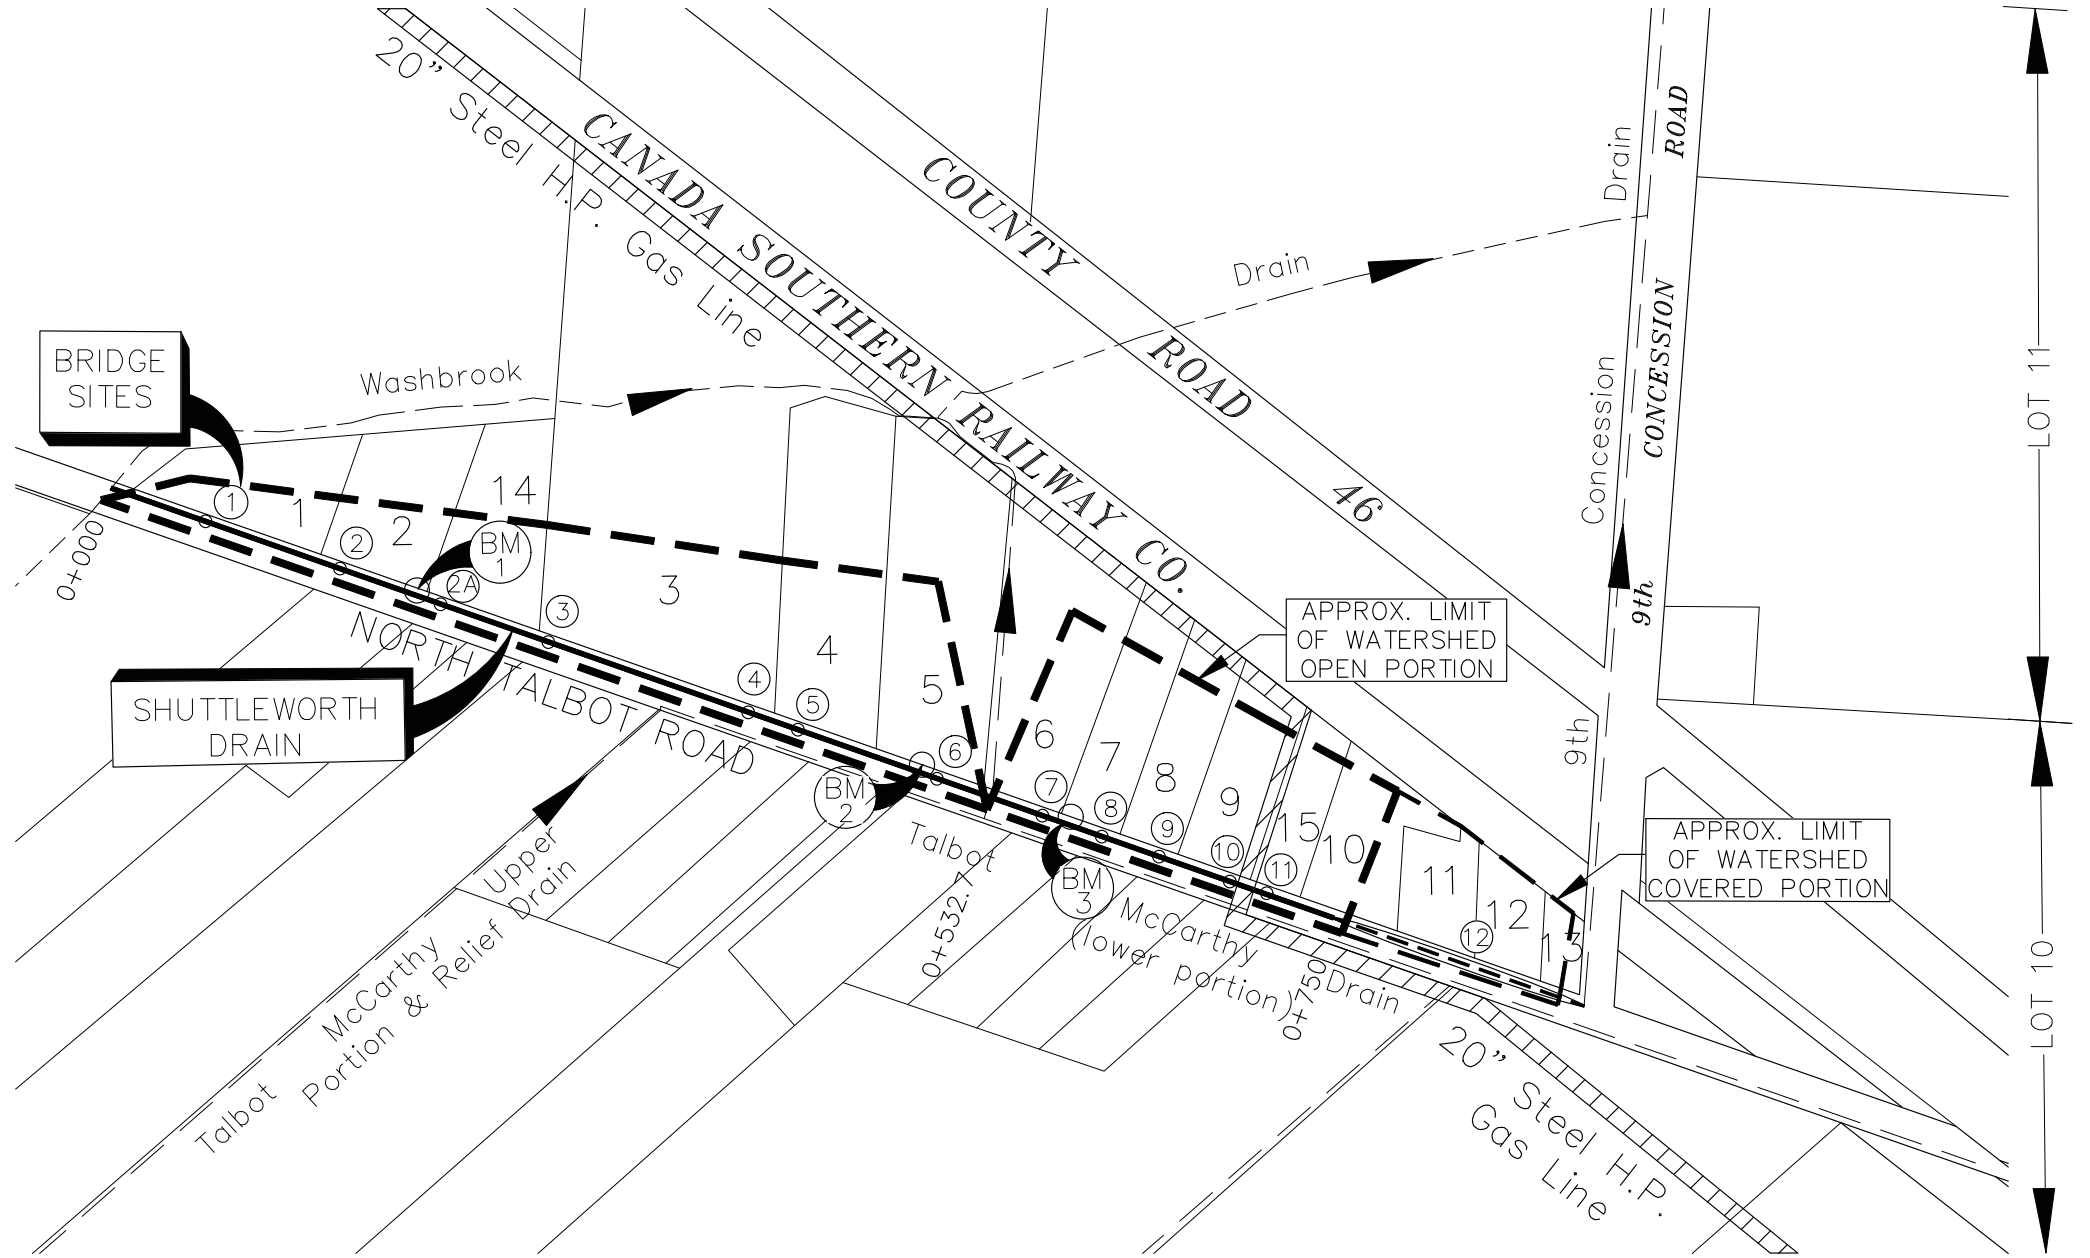 20” Steel H.P. Gas Line
CANADA SOUTHERN RAILWAY CO.
COUNTY ROAD 46
Drain
Concession
9th
9th CONCESSION ROAD
LOT 11
LOT 10
Washbrook
Drain
BRIDGE
SITES
1
2
2A
3
4
5
6
7
8
9
10
11
12
1
2
14
3
4
5
6
7
8
9
15
10
11
12
13
BM
1
BM
2
BM
3
0+000
0+532.7
0+750
NORTH TALBOT ROAD
SHUTTLEWORTH
DRAIN
APPROX. LIMIT
OF WATERSHED
OPEN PORTION
APPROX. LIMIT
OF WATERSHED
COVERED PORTION
Talbot McCarthy Upper
Portion & Relief Drain
Talbot McCarthy Drain
(lower portion)
20” Steel H.P.
Gas Line